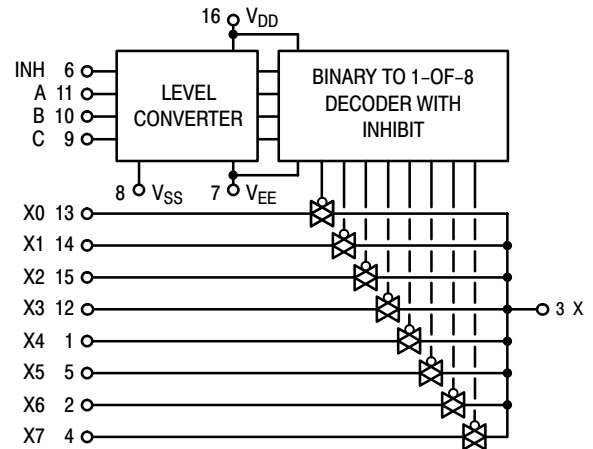 16 VDD
INH 6
A 11
B 10
C 9
LEVEL
CONVERTER
BINARY TO 1−OF−8
DECODER WITH
INHIBIT
8 VSS
7 VEE
X0 13
X1 14
X2 15
X3 12
3 X
X4 1
X5 5
X6 2
X7 4